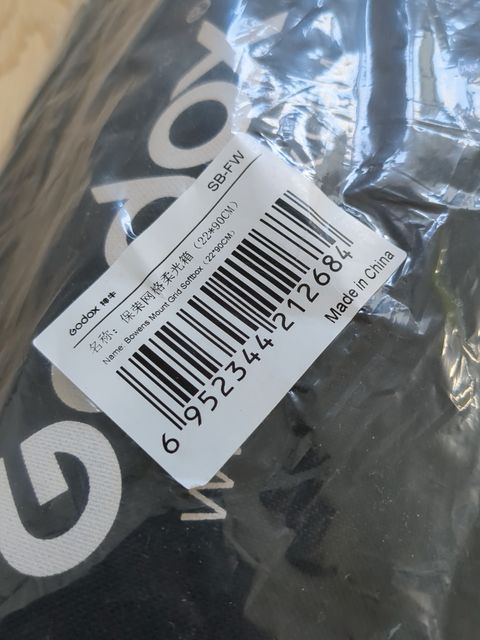 Godox
Godox 神牛
SB-FW
名称: 保荣网格柔光箱 (22*90CM)
Name: Bowens Mount Grid Softbox (22*90CM)
6 952344 212684
Made in China